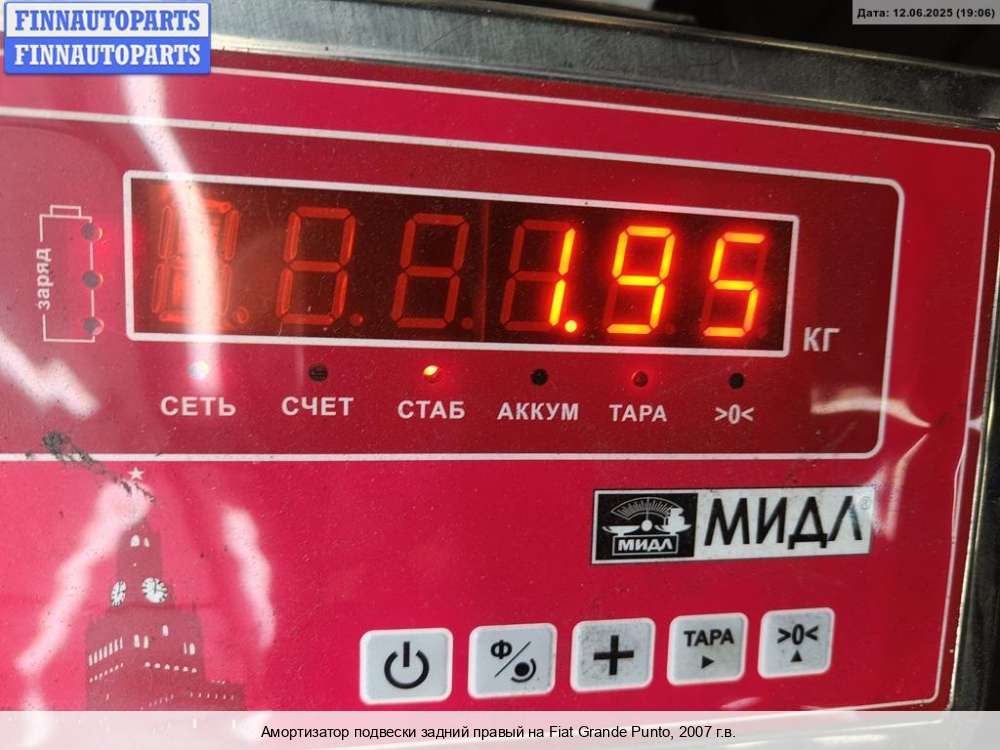 FINNAUTOPARTS
FINNAUTOPARTS
Дата: 12.06.2025 (19:06)
заряд
1.95
КГ
СЕТЬ СЧЕТ СТАБ АККУМ ТАРА >0<
МИДЛ МИДЛ®
Ф ТАРА >0<
Амортизатор подвески задний правый на Fiat Grande Punto, 2007 г.в.